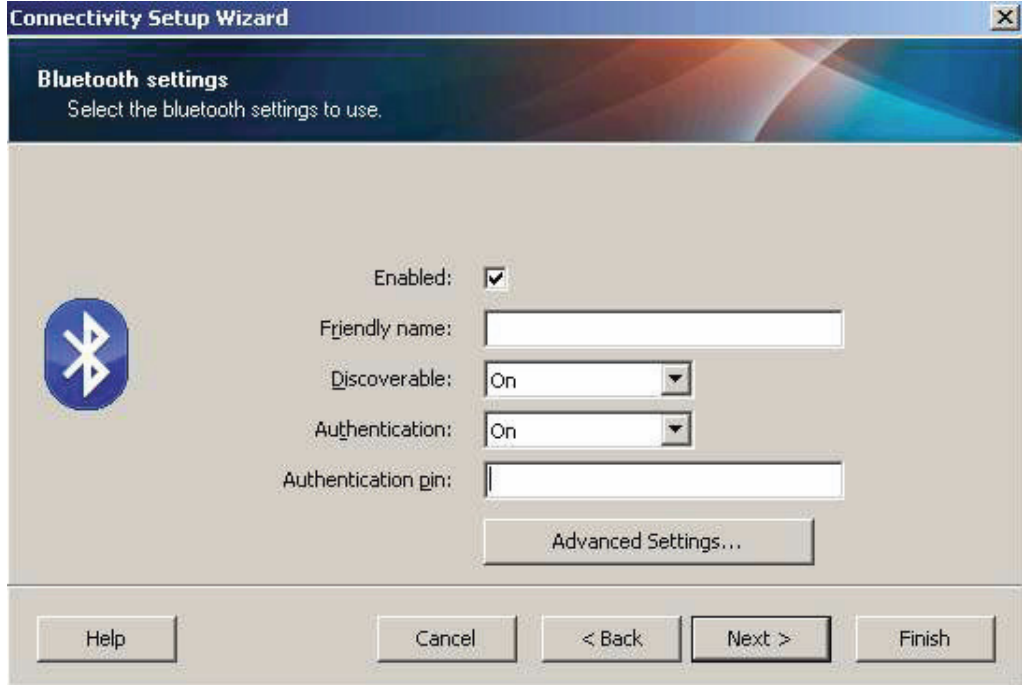 Connectivity Setup Wizard
Bluetooth settings
Select the bluetooth settings to use.
Enabled:
Friendly name:
Discoverable: On
Authentication: On
Authentication pin:
Advanced Settings...
Help Cancel < Back Next > Finish